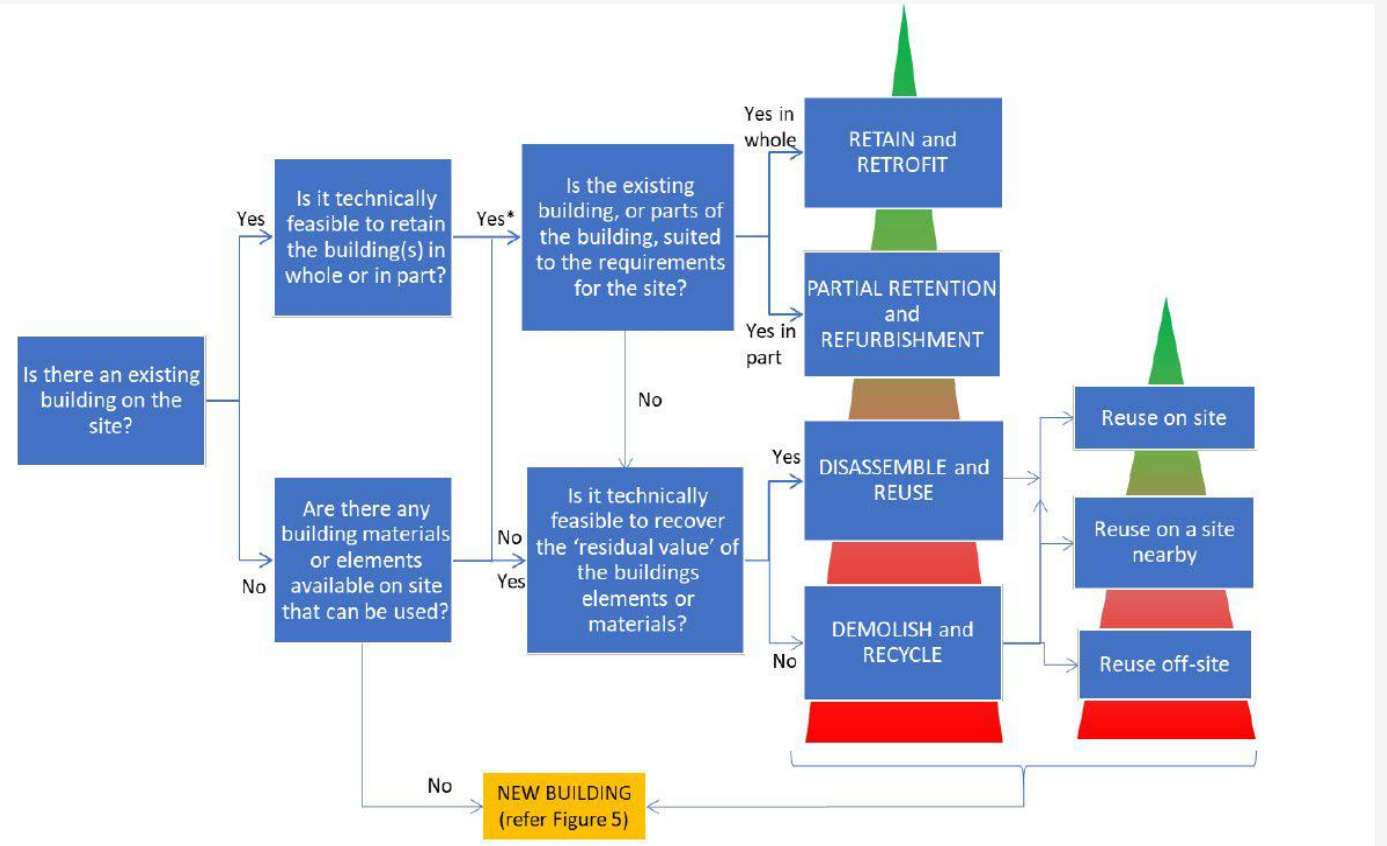 Is there an existing
building on the
site?
Yes
No
Is it technically
feasible to retain
the building(s) in
whole or in part?
Are there any
building materials
or elements
available on site
that can be used?
Yes*
No
Yes
No
Is the existing
building, or parts of
the building, suited
to the requirements
for the site?
No
Is it technically
feasible to recover
the ‘residual value’ of
the buildings
elements or
materials?
Yes in
whole
Yes in
part
Yes
No
RETAIN and
RETROFIT
PARTIAL RETENTION
and
REFURBISHMENT
DISASSEMBLE and
REUSE
DEMOLISH and
RECYCLE
Reuse on site
Reuse on a site
nearby
Reuse off-site
NEW BUILDING
(refer Figure 5)